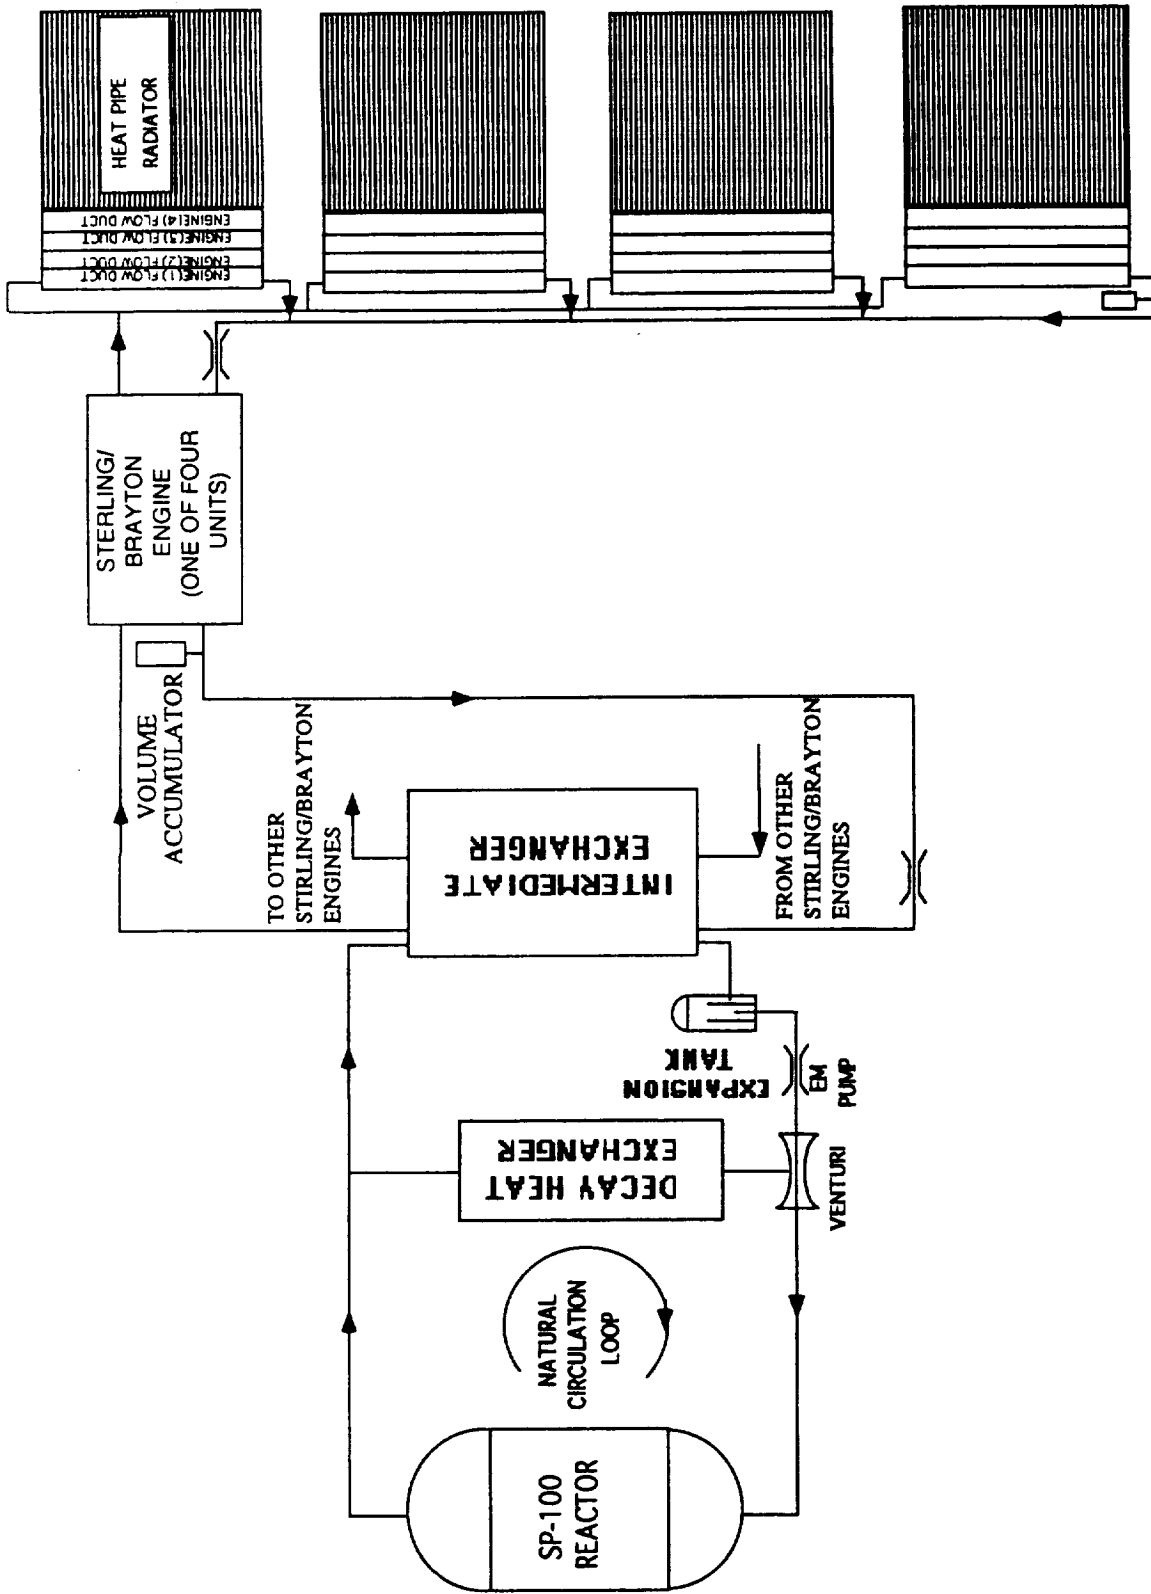 SP-100
REACTOR
NATURAL
CIRCULATION
LOOP
DECAY HEAT
EXCHANGER
VENTURI
EM
PUMP
EXPANSION
TANK
INTERMEDIATE
EXCHANGER
TO OTHER
STIRLING/BRAYTON
ENGINES
FROM OTHER
STIRLING/BRAYTON
ENGINES
VOLUME
ACCUMULATOR
STERLING/
BRAYTON
ENGINE
(ONE OF FOUR
UNITS)
ENGINE(1) FLOW DUCT
ENGINE(2) FLOW DUCT
ENGINE(3) FLOW DUCT
ENGINE(4) FLOW DUCT
HEAT PIPE
RADIATOR